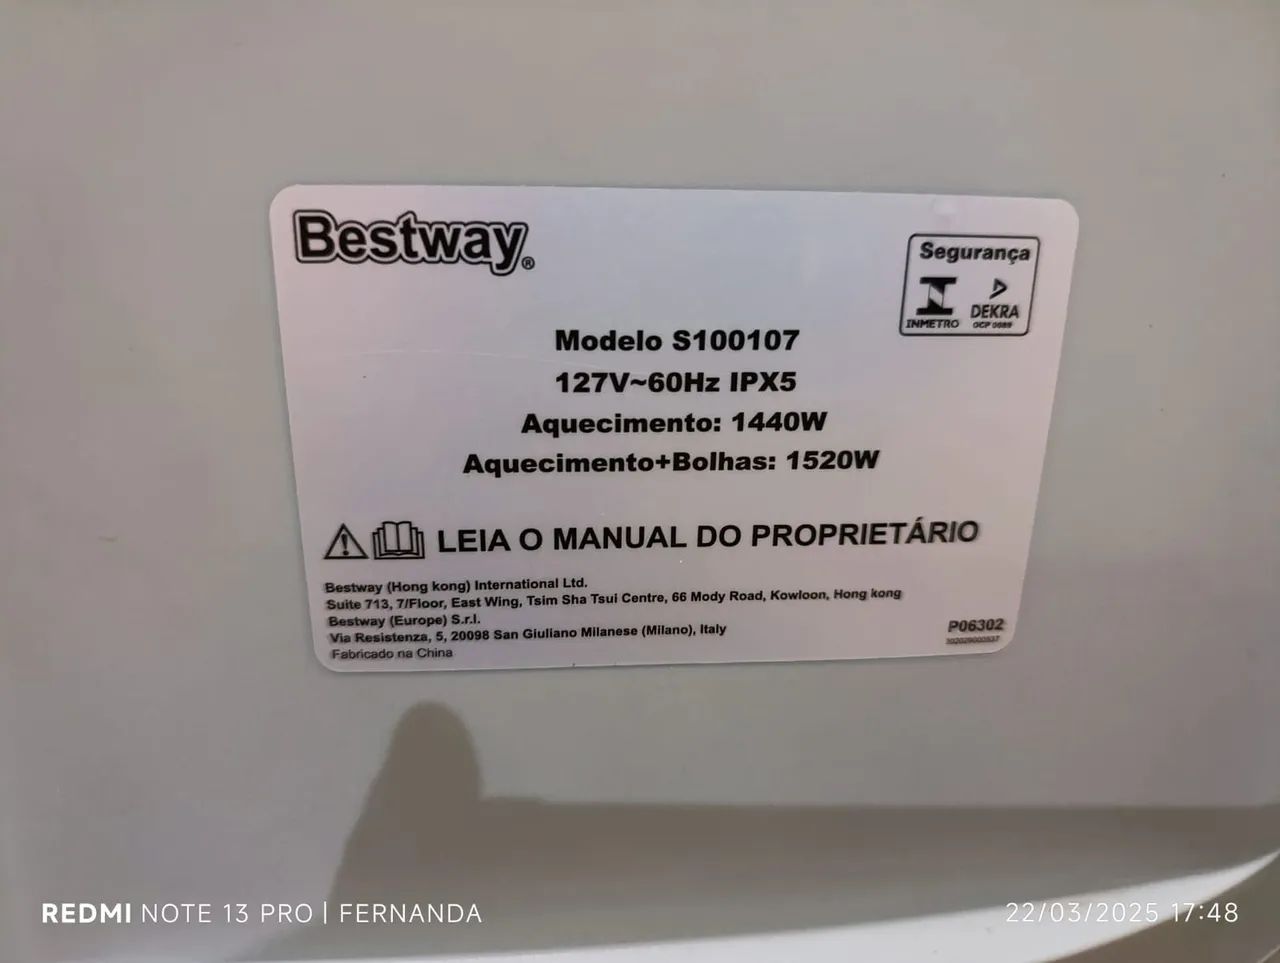 Bestway®
Segurança
INMETRO DEKRA
OCP 0089
Modelo S100107
127V~60Hz IPX5
Aquecimento: 1440W
Aquecimento+Bolhas: 1520W
LEIA O MANUAL DO PROPRIETÁRIO
Bestway (Hong kong) International Ltd.
Suite 713, 7/Floor, East Wing, Tsim Sha Tsui Centre, 66 Mody Road, Kowloon, Hong kong
Bestway (Europe) S.r.l.
Via Resistenza, 5, 20098 San Giuliano Milanese (Milano), Italy
Fabricado na China
P06302
REDMI NOTE 13 PRO | FERNANDA
22/03/2025 17:48